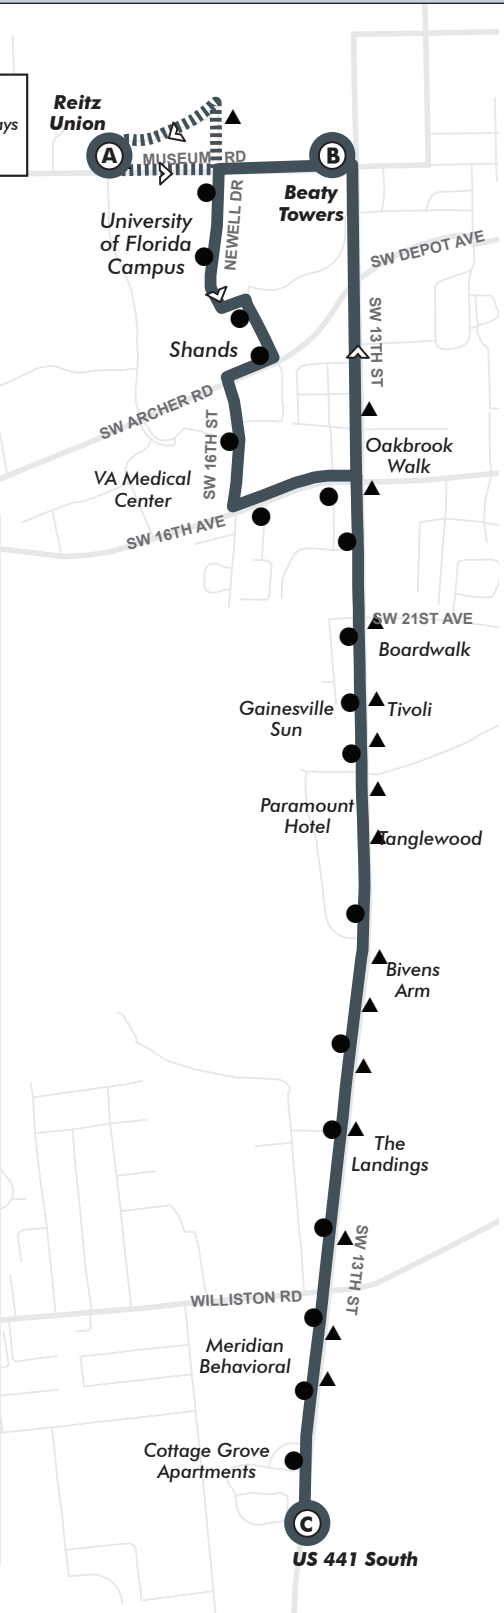 Reitz
Union
A
MUSEUM RD
B
Beaty
Towers
University
of Florida
Campus
NEWELL DR
SW DEPOT AVE
SW 13TH ST
Shands
SW ARCHER RD
SW 16TH ST
Oakbrook
Walk
VA Medical
Center
SW 16TH AVE
SW 21ST AVE
Boardwalk
Gainesville
Sun
Tivoli
Paramount
Hotel
Tanglewood
Bivens
Arm
The
Landings
SW 13TH ST
WILLISTON RD
Meridian
Behavioral
Cottage Grove
Apartments
C
US 441 South